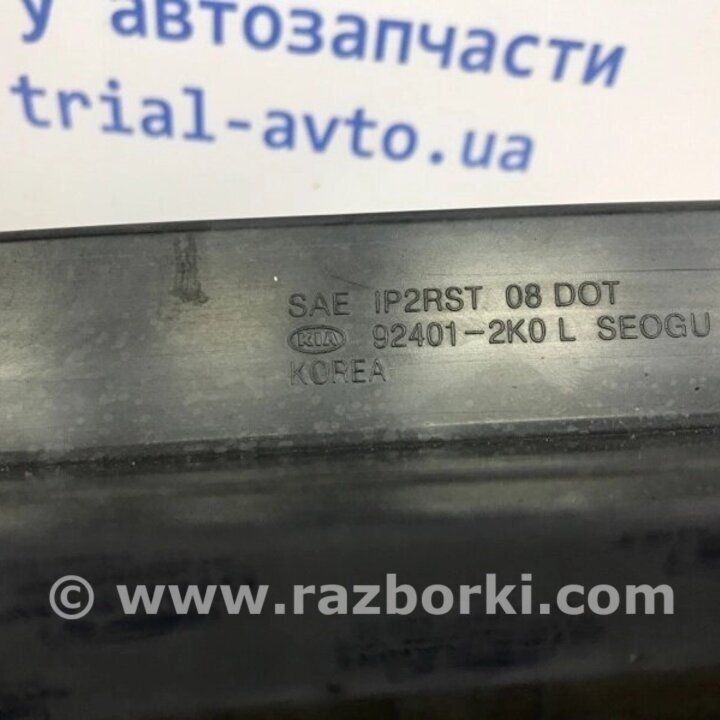 у автозапчасти
trial-avto.ua
SAE IP2RST 08 DOT
KIA 92401-2K0 L SEOGU
KOREA
© www.razborki.com